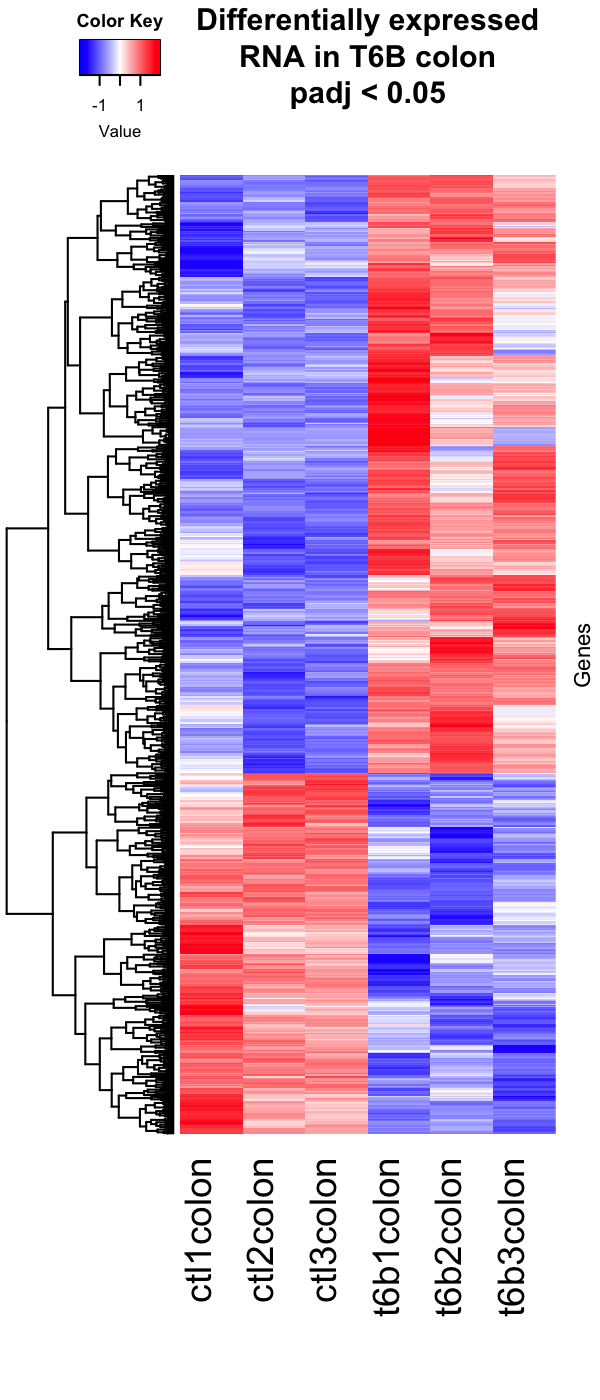 Color Key
-1 1
Value
Differentially expressed
RNA in T6B colon
padj < 0.05
Genes
ctl1colon
ctl2colon
ctl3colon
t6b1colon
t6b2colon
t6b3colon